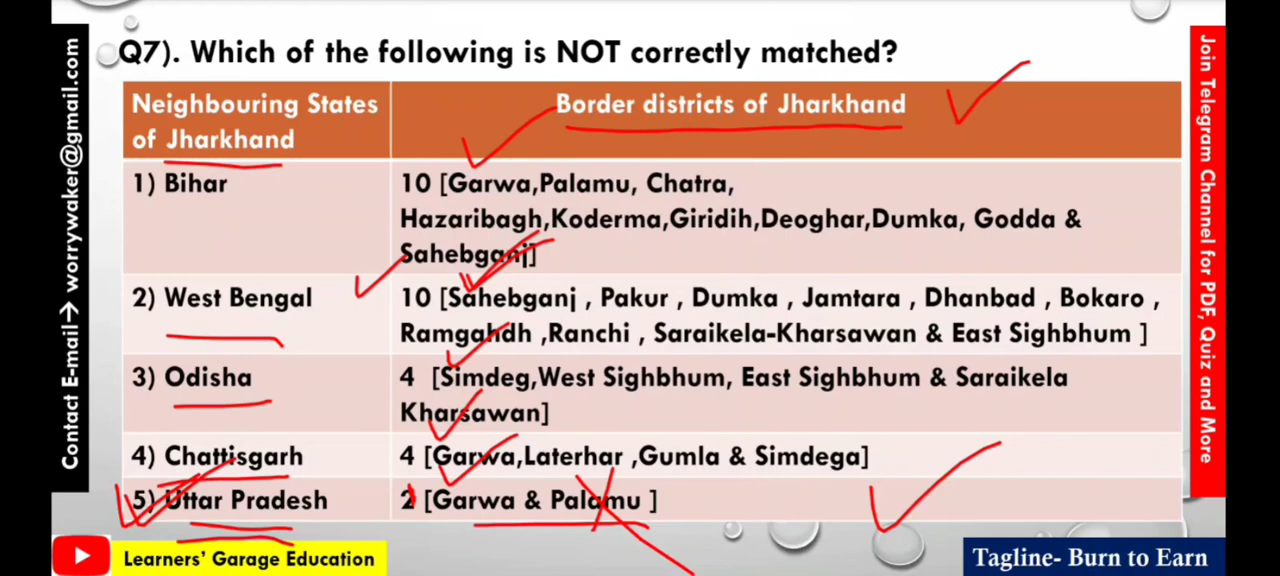 Q7). Which of the following is NOT correctly matched?
Neighbouring States
of Jharkhand
Border districts of Jharkhand
1) Bihar
10 [Garwa,Palamu, Chatra,
Hazaribagh,Koderma,Giridih,Deoghar,Dumka, Godda &
Sahebganj]
2) West Bengal
10 [Sahebganj , Pakur , Dumka , Jamtara , Dhanbad , Bokaro ,
Ramgahdh ,Ranchi , Saraikela-Kharsawan & East Sighbhum ]
3) Odisha
4 [Simdeg,West Sighbhum, East Sighbhum & Saraikela
Kharsawan]
4) Chattisgarh
4 [Garwa,Laterhar ,Gumla & Simdega]
5) Uttar Pradesh
2 [Garwa & Palamu ]
Learners' Garage Education
Tagline- Burn to Earn
Contact E-mail→ worrywaker@gmail.com
Join Telegram Channel for PDF, Quiz and More